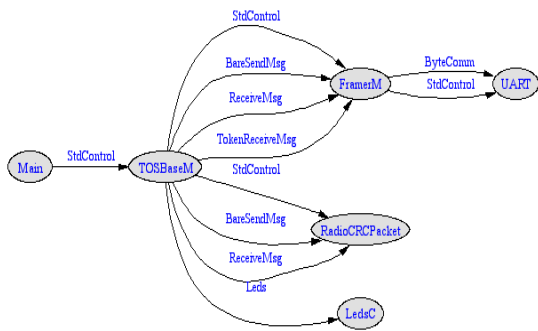 StdControl
BareSendMsg
ByteComm
FramerM
UART
StdControl
ReceiveMsg
TokenReceiveMsg
StdControl
Main
TOSBaseM
StdControl
BareSendMsg
RadioCRCPacket
ReceiveMsg
Leds
LedsC